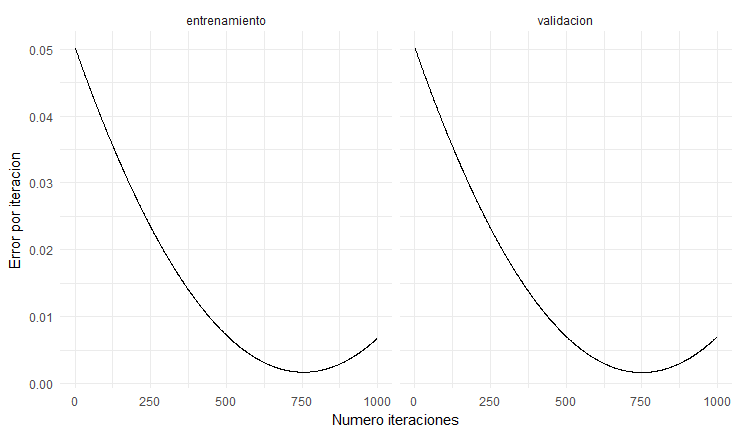 entrenamiento
validacion
Error por iteracion
0.05
0.04
0.03
0.02
0.01
0.00
0 250 500 750 1000
0 250 500 750 1000
Numero iteraciones